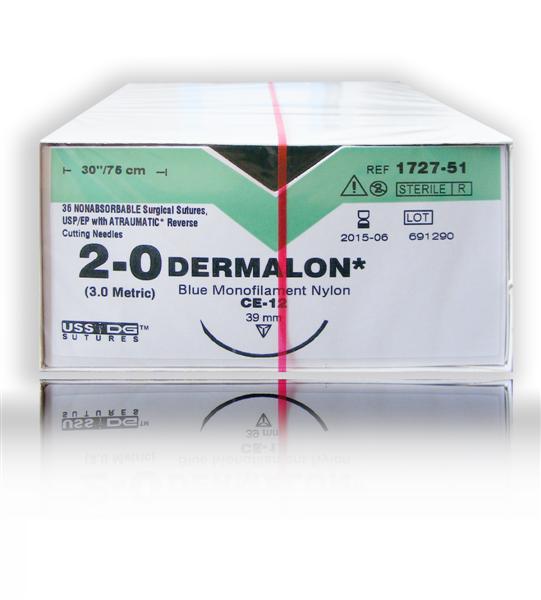 30"/75 cm
REF 1727-51
STERILE R
36 NONABSORBABLE Surgical Sutures,
USP/EP with ATRAUMATIC* Reverse
Cutting Needles
2015-06
LOT
691290
2-0 DERMALON*
(3.0 Metric)
Blue Monofilament Nylon
CE-12
39 mm
USS DG™
SUTURES